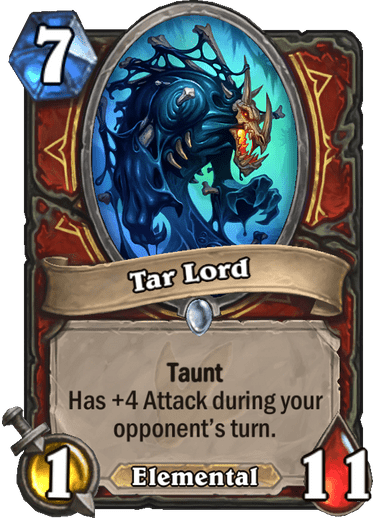 7
Tar Lord
Taunt
Has +4 Attack during your
opponent's turn.
1
Elemental
11